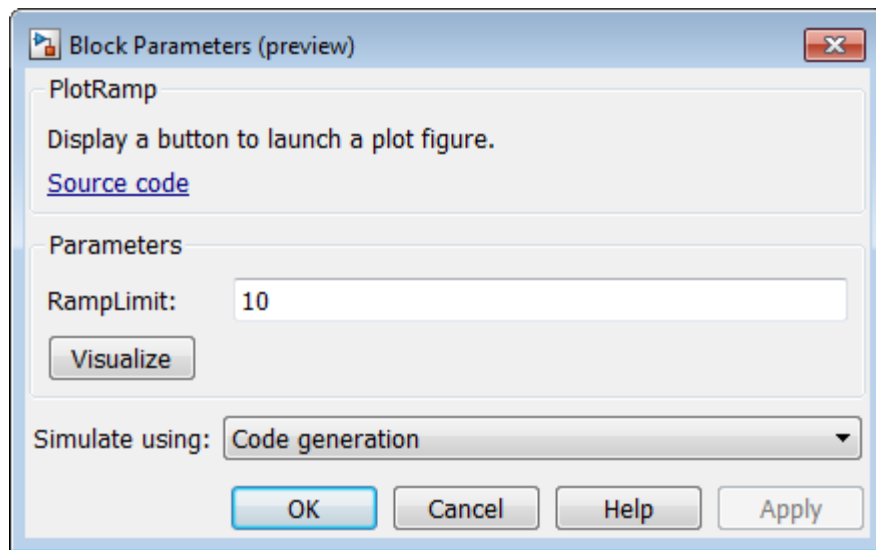 Block Parameters (preview)
PlotRamp
Display a button to launch a plot figure.
Source code
Parameters
RampLimit: 10
Visualize
Simulate using: Code generation
OK Cancel Help Apply